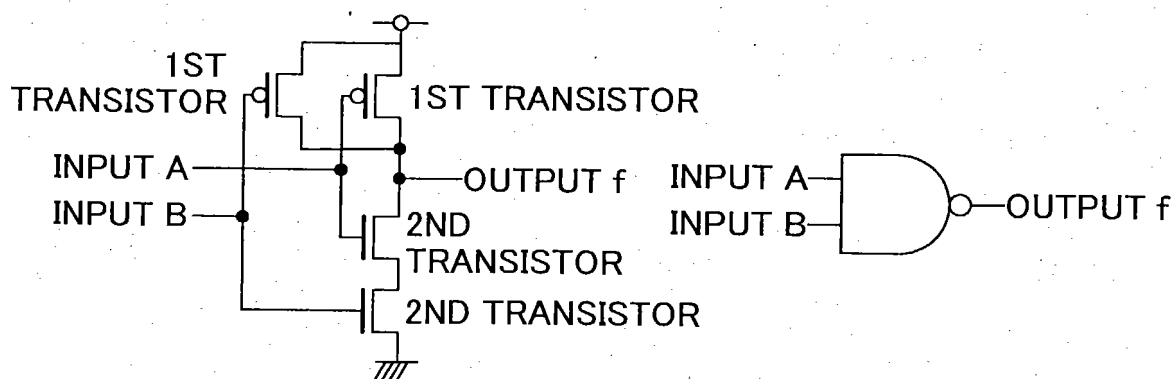 1ST
TRANSISTOR
1ST TRANSISTOR
INPUT A
OUTPUT f
INPUT B
2ND
TRANSISTOR
2ND TRANSISTOR
INPUT A
INPUT B
OUTPUT f